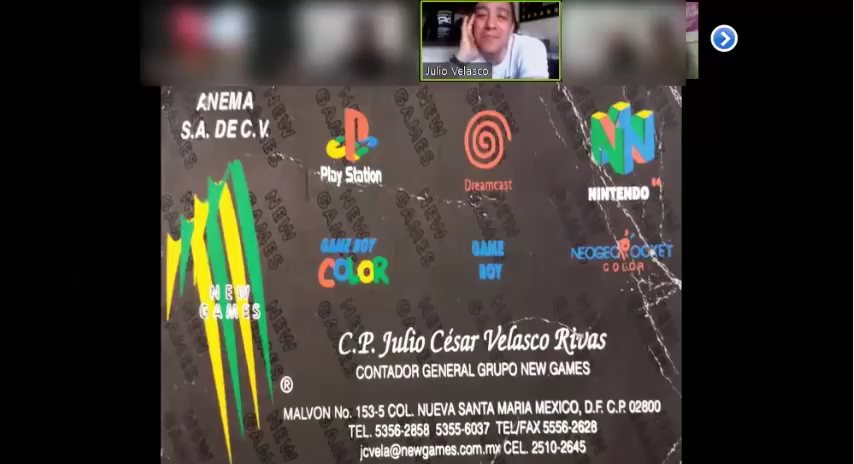 Julio Velasco
ANEMA
S.A. DE C.V.
Play Station
Dreamcast
NINTENDO 64
GAME BOY
COLOR
GAME
BOY
NEOGEO POCKET
COLOR
NEW
GAMES
®
C.P. Julio César Velasco Rivas
CONTADOR GENERAL GRUPO NEW GAMES
MALVON No. 153-5 COL. NUEVA SANTA MARIA MEXICO, D.F. C.P. 02800
TEL. 5356-2858 5355-6037 TEL/FAX 5556-2628
jcvela@newgames.com.mx CEL. 2510-2645